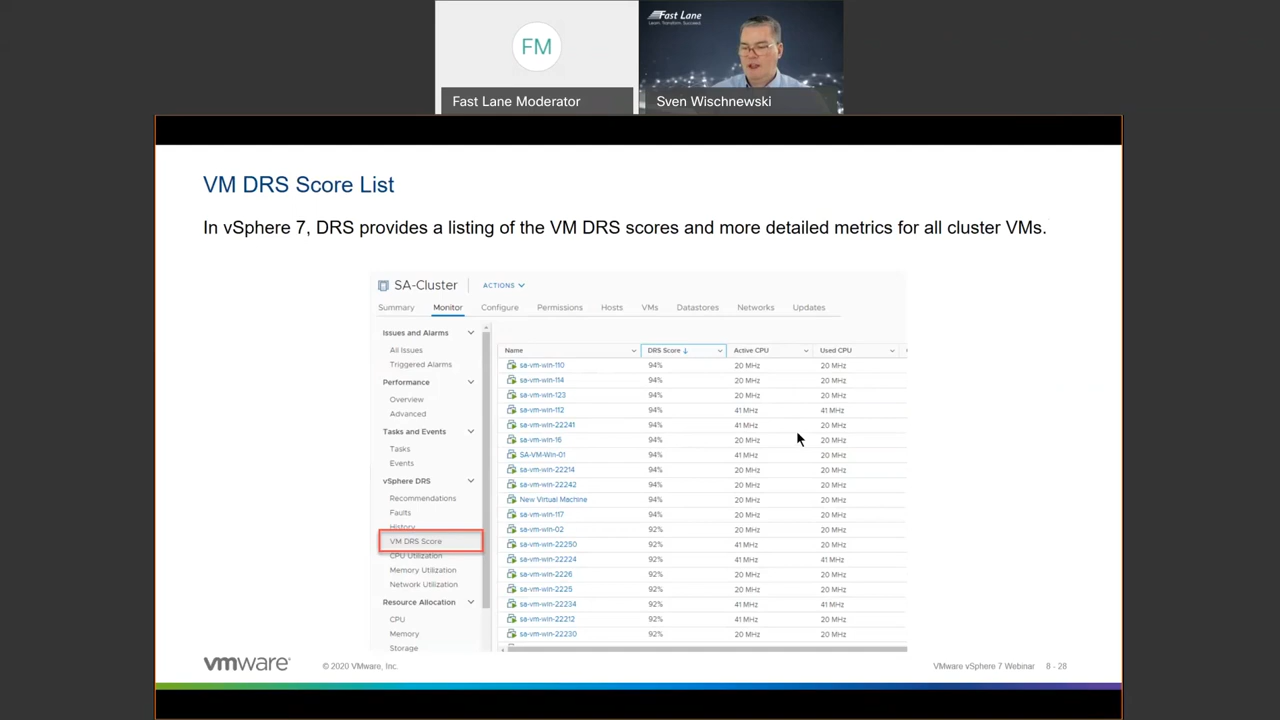 FM
Fast Lane
Learn. Transform. Succeed.
Fast Lane Moderator
Sven Wischnewski
VM DRS Score List
In vSphere 7, DRS provides a listing of the VM DRS scores and more detailed metrics for all cluster VMs.
SA-Cluster ACTIONS
Summary Monitor Configure Permissions Hosts VMs Datastores Networks Updates
Issues and Alarms
All Issues
Triggered Alarms
Performance
Overview
Advanced
Tasks and Events
Tasks
Events
vSphere DRS
Recommendations
Faults
History
VM DRS Score
CPU Utilization
Memory Utilization
Network Utilization
Resource Allocation
CPU
Memory
Storage
Name DRS Score ↓ Active CPU Used CPU
sa-vm-win-110 94% 20 MHz 20 MHz
sa-vm-win-114 94% 20 MHz 20 MHz
sa-vm-win-123 94% 20 MHz 20 MHz
sa-vm-win-112 94% 41 MHz 41 MHz
sa-vm-win-22241 94% 41 MHz 20 MHz
sa-vm-win-16 94% 20 MHz 20 MHz
SA-VM-Win-01 94% 41 MHz 20 MHz
sa-vm-win-22214 94% 20 MHz 20 MHz
sa-vm-win-22242 94% 20 MHz 20 MHz
New Virtual Machine 94% 20 MHz 20 MHz
sa-vm-win-117 94% 20 MHz 20 MHz
sa-vm-win-02 92% 20 MHz 20 MHz
sa-vm-win-22250 92% 41 MHz 20 MHz
sa-vm-win-22224 92% 41 MHz 41 MHz
sa-vm-win-2226 92% 20 MHz 20 MHz
sa-vm-win-2225 92% 20 MHz 20 MHz
sa-vm-win-22234 92% 41 MHz 41 MHz
sa-vm-win-22212 92% 41 MHz 20 MHz
sa-vm-win-22230 92% 20 MHz 20 MHz
vmware® © 2020 VMware, Inc. VMware vSphere 7 Webinar 8 - 28